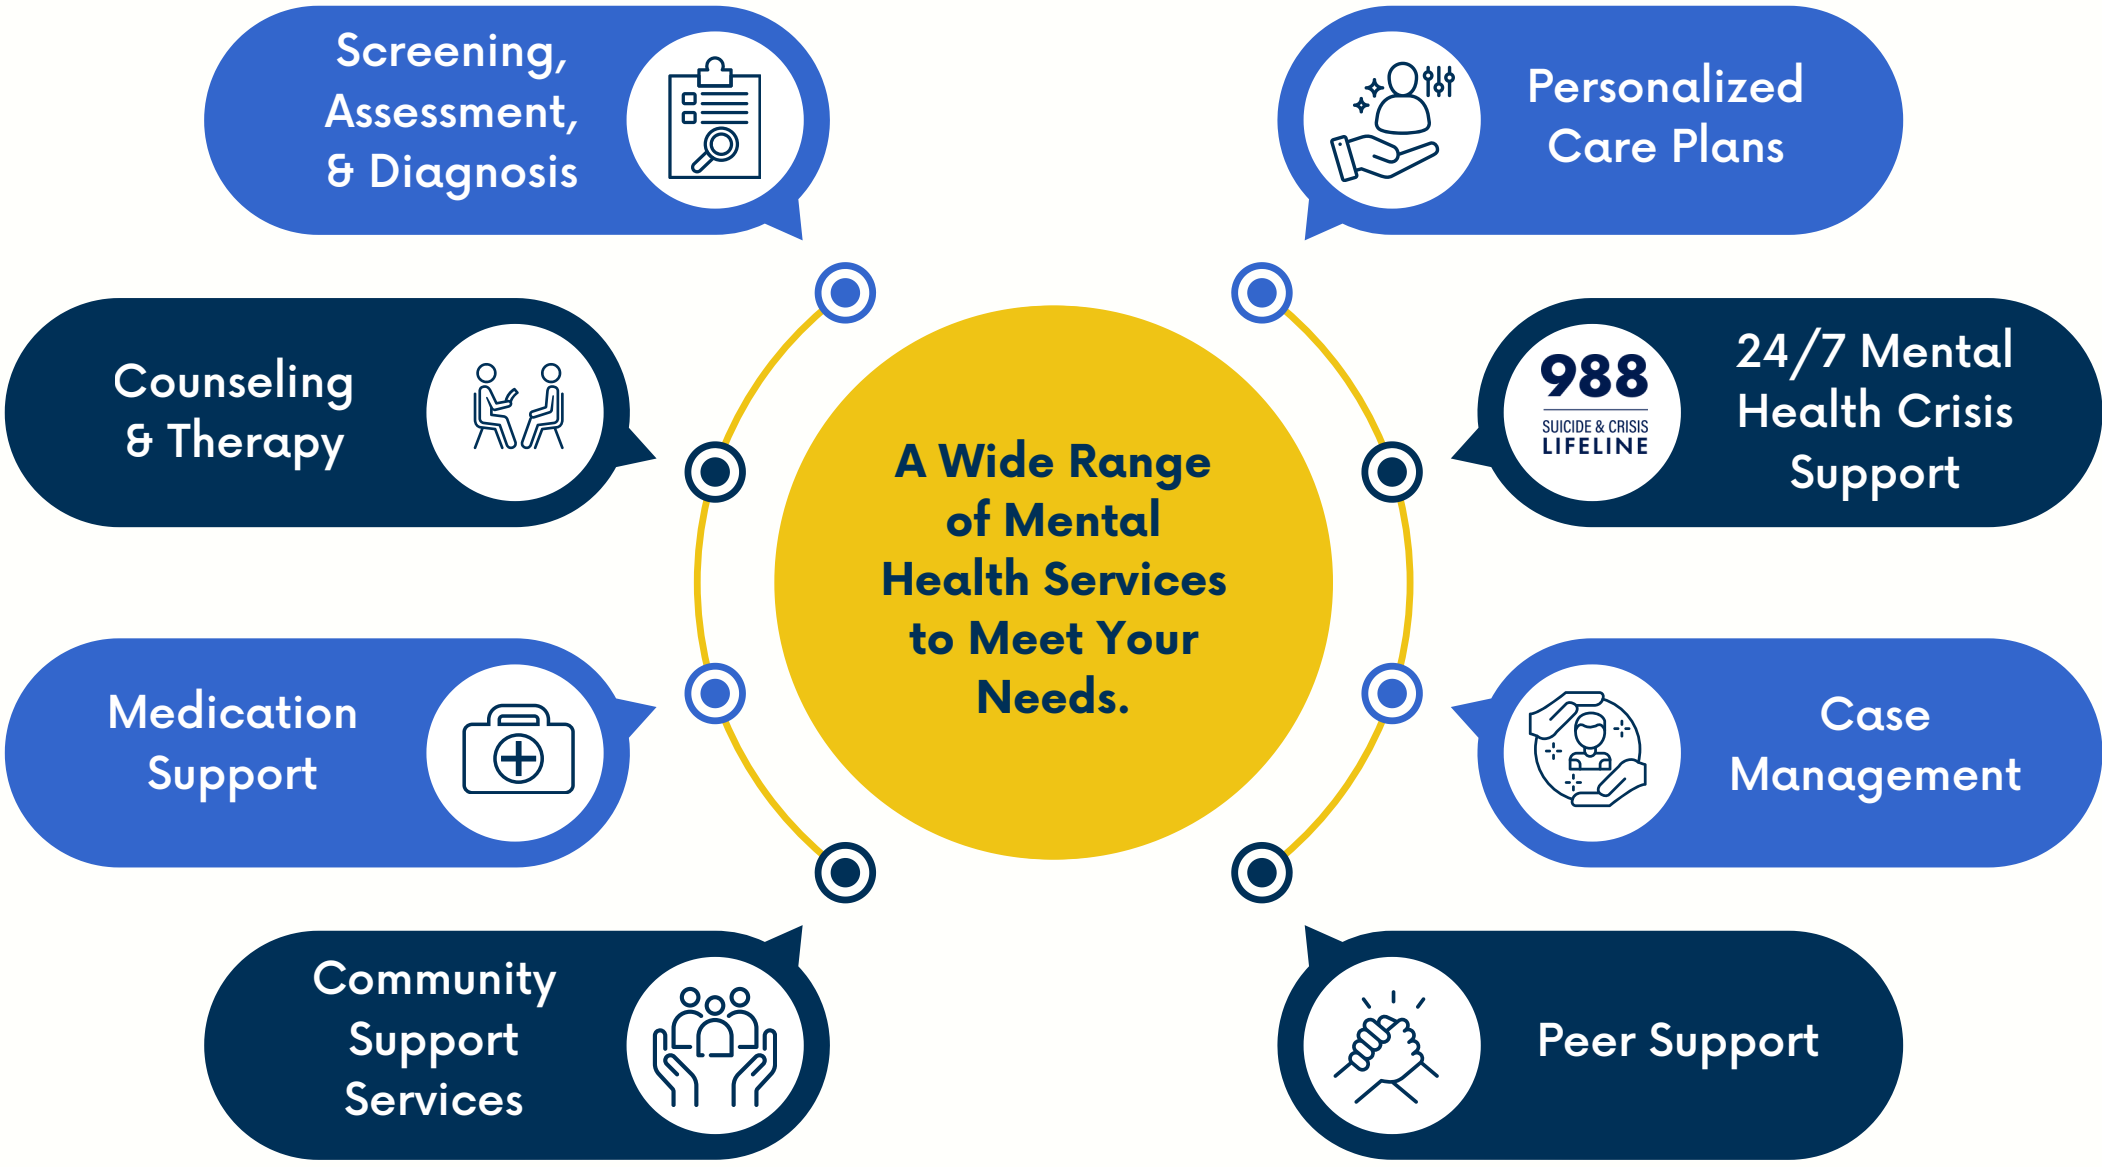 Screening,
Assessment,
& Diagnosis
Personalized
Care Plans
Counseling
& Therapy
988
SUICIDE & CRISIS
LIFELINE
24/7 Mental
Health Crisis
Support
A Wide Range
of Mental
Health Services
to Meet Your
Needs.
Medication
Support
Case
Management
Community
Support
Services
Peer Support